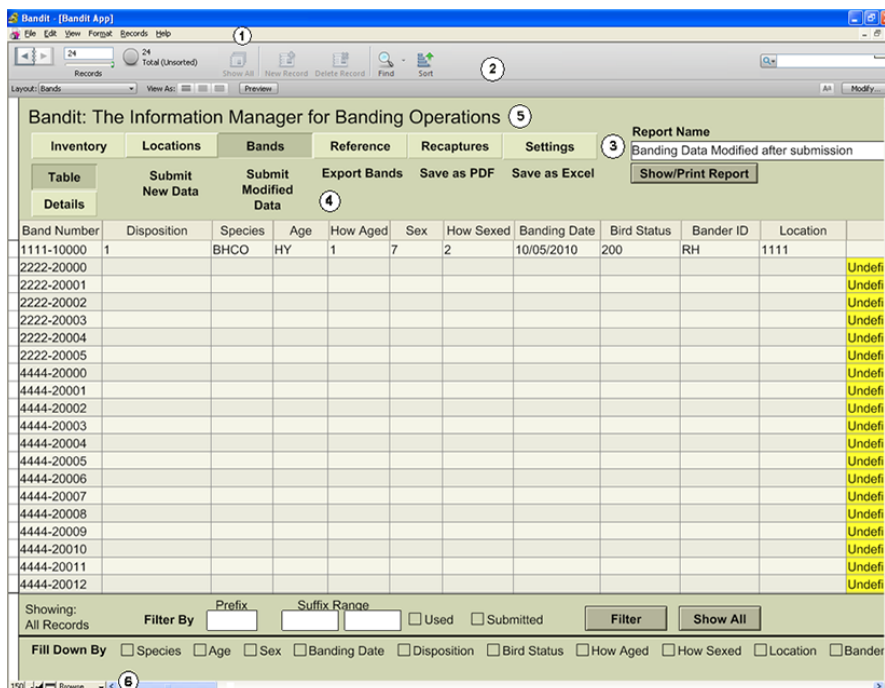 Bandit - [Bandit App]
File Edit View Format Records Help
1
24
Records
24
Total (Unsorted)
Show All New Record Delete Record Find Sort
2
Layout: Bands View As: Preview Modify...
Bandit: The Information Manager for Banding Operations 5
Inventory Locations Bands Reference Recaptures Settings 3
Report Name
Banding Data Modified after submission
Show/Print Report
Table
Details
Submit New Data
Submit Modified Data
Export Bands Save as PDF Save as Excel
4
Band Number Disposition Species Age How Aged Sex How Sexed Banding Date Bird Status Bander ID Location
1111-10000 1 BHCO HY 1 7 2 10/05/2010 200 RH 1111
2222-20000 Undefi
2222-20001 Undefi
2222-20002 Undefi
2222-20003 Undefi
2222-20004 Undefi
2222-20005 Undefi
4444-20000 Undefi
4444-20001 Undefi
4444-20002 Undefi
4444-20003 Undefi
4444-20004 Undefi
4444-20005 Undefi
4444-20006 Undefi
4444-20007 Undefi
4444-20008 Undefi
4444-20009 Undefi
4444-20010 Undefi
4444-20011 Undefi
4444-20012 Undefi
Showing:
All Records
Filter By
Prefix
Suffix Range
Used Submitted Filter Show All
Fill Down By Species Age Sex Banding Date Disposition Bird Status How Aged How Sexed Location Bander
150 Browse 6